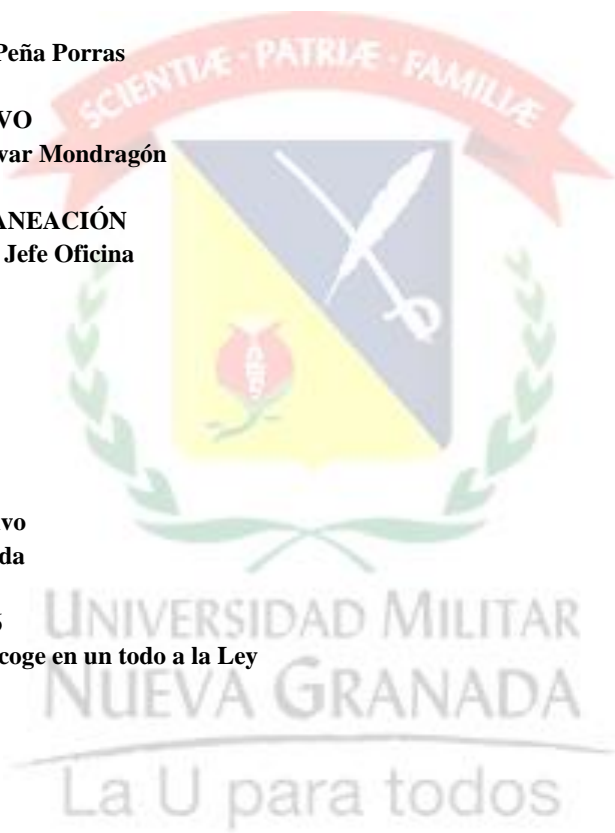 SCIENTIÆ - PATRIÆ - FAMILIÆ
Peña Porras
VO
var Mondragón
ANEACIÓN
Jefe Oficina
vo
da
UNIVERSIDAD MILITAR
coge en un todo a la Ley
NUEVA GRANADA
La U para todos